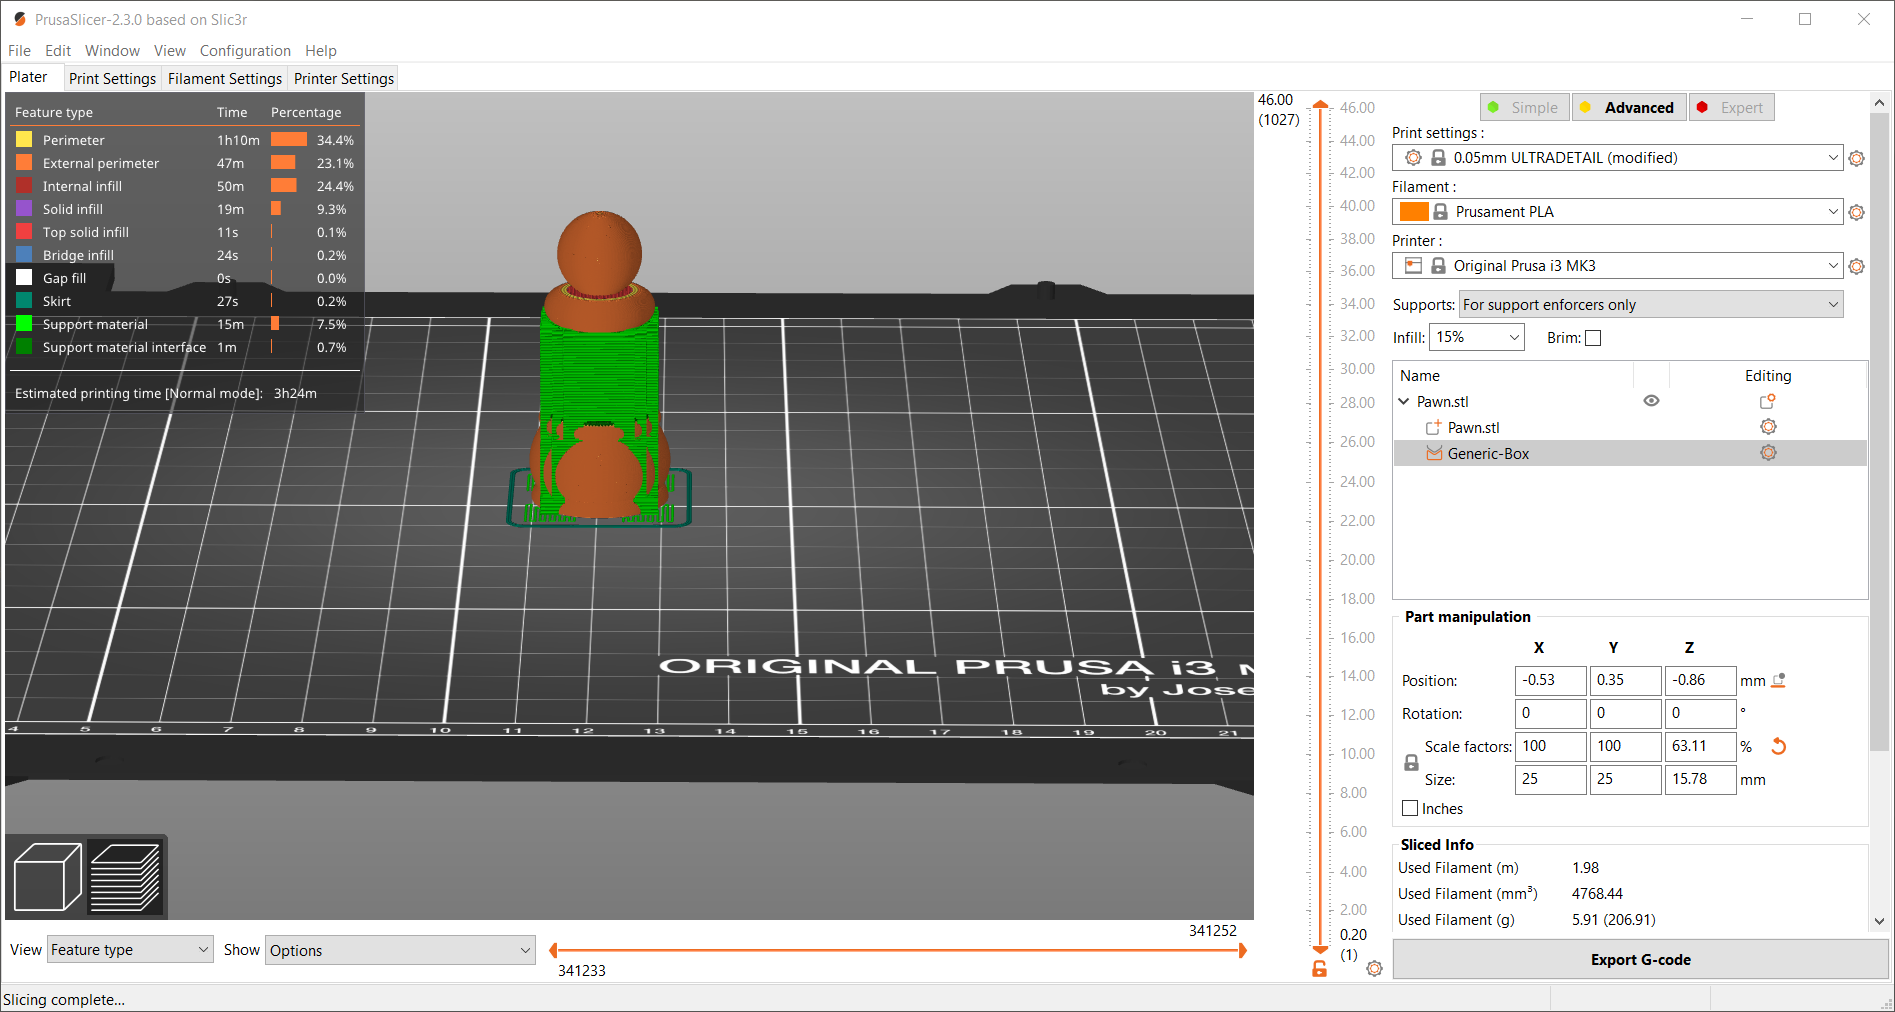 PrusaSlicer-2.3.0 based on Slic3r
File Edit Window View Configuration Help
Plater Print Settings Filament Settings Printer Settings
Feature type Time Percentage
Perimeter 1h10m 34.4%
External perimeter 47m 23.1%
Internal infill 50m 24.4%
Solid infill 19m 9.3%
Top solid infill 11s 0.1%
Bridge infill 24s 0.2%
Gap fill 0s 0.0%
Skirt 27s 0.2%
Support material 15m 7.5%
Support material interface 1m 0.7%
Estimated printing time [Normal mode]: 3h24m
ORIGINAL PRUSA i3
by Jose
4 5 6 7 8 9 10 11 12 13 14 15 16 17 18 19 20 21
View Feature type Show Options
341252
341233
46.00
(1027)
46.00
44.00
42.00
40.00
38.00
36.00
34.00
32.00
30.00
28.00
26.00
24.00
22.00
20.00
18.00
16.00
14.00
12.00
10.00
8.00
6.00
4.00
2.00
0.20
(1)
Simple Advanced Expert
Print settings :
0.05mm ULTRADETAIL (modified)
Filament :
Prusament PLA
Printer :
Original Prusa i3 MK3
Supports: For support enforcers only
Infill: 15% Brim:
Name Editing
Pawn.stl
Pawn.stl
Generic-Box
Part manipulation
X Y Z
Position: -0.53 0.35 -0.86 mm
Rotation: 0 0 0 °
Scale factors: 100 100 63.11 %
Size: 25 25 15.78 mm
Inches
Sliced Info
Used Filament (m) 1.98
Used Filament (mm³) 4768.44
Used Filament (g) 5.91 (206.91)
Export G-code
Slicing complete...